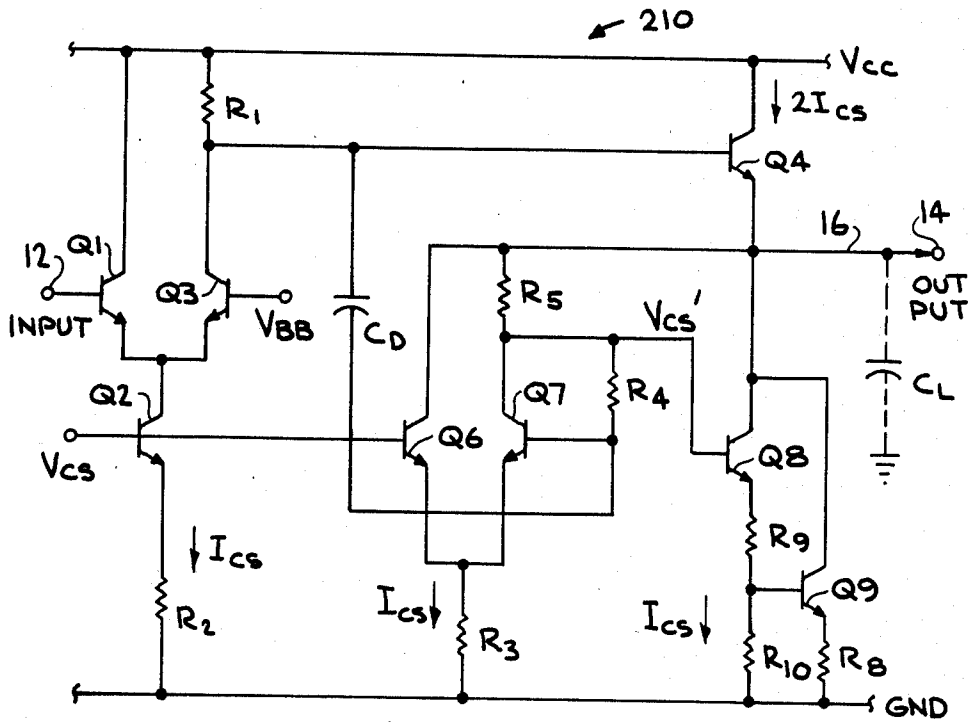 210
Vcc
R1
2Ics
Q4
12
Q1
Q3
INPUT
VBB
CD
R5
Vcs'
16
14
OUT
PUT
Q2
Q7
R4
CL
Vcs
Q6
Q8
Ics
R9
R2
Ics
R3
Ics
Q9
R10
R8
GND